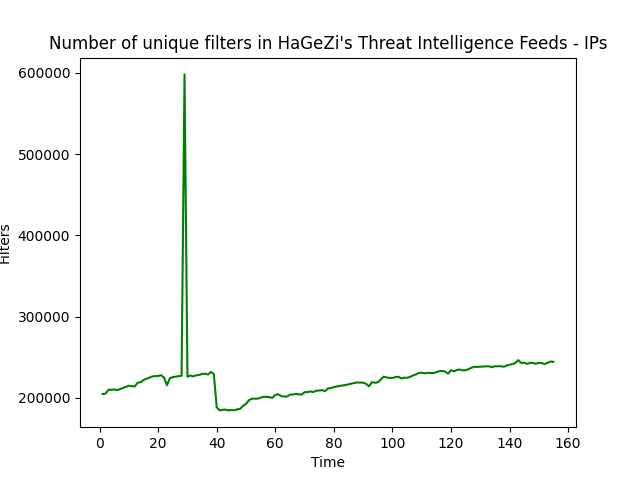 Number of unique filters in HaGeZi's Threat Intelligence Feeds - IPs
600000
500000
400000
300000
200000
Filters
0 20 40 60 80 100 120 140 160
Time